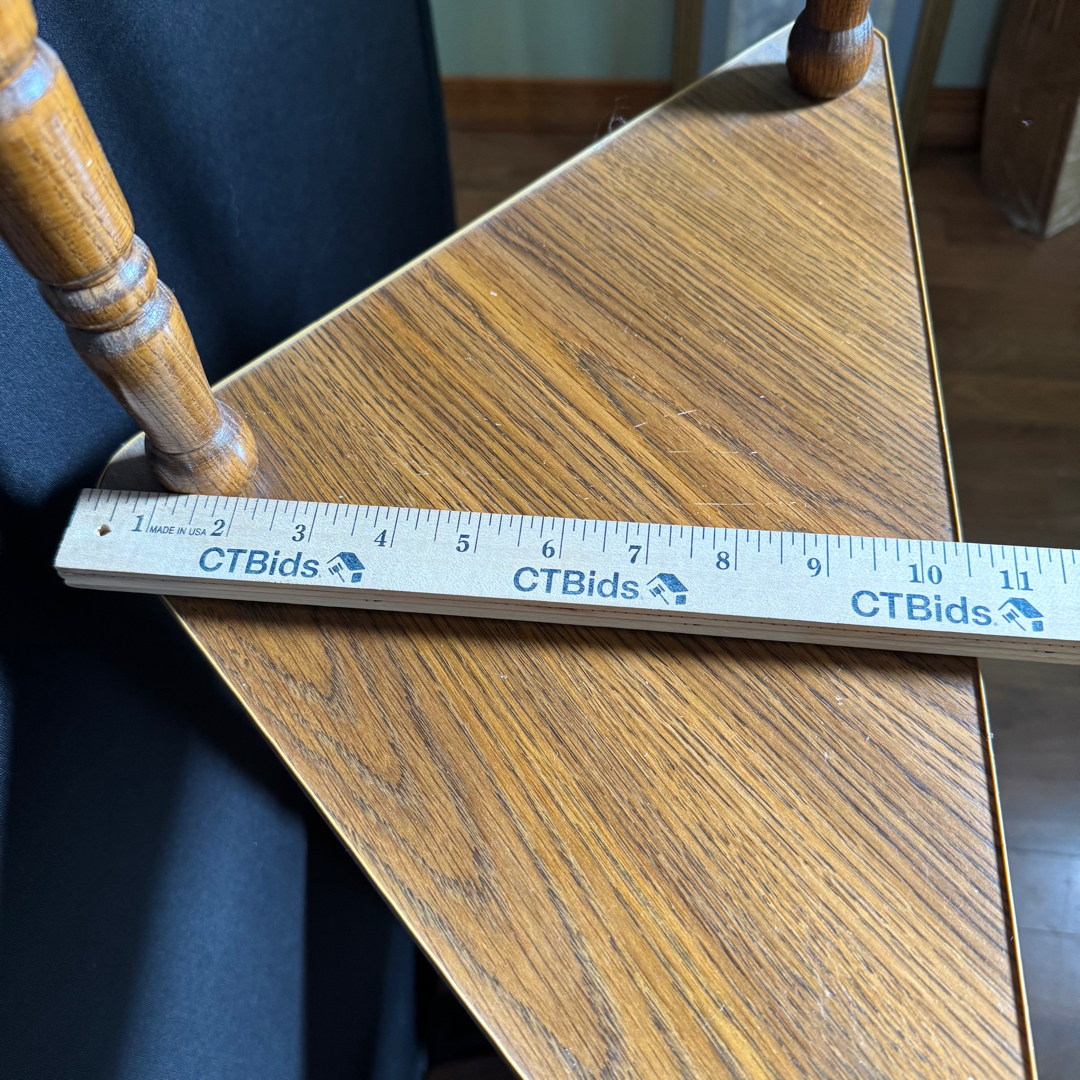 1 MADE IN USA 2 3 4 5 6 7 8 9 10 11
CTBids. CTBids. CTBids.